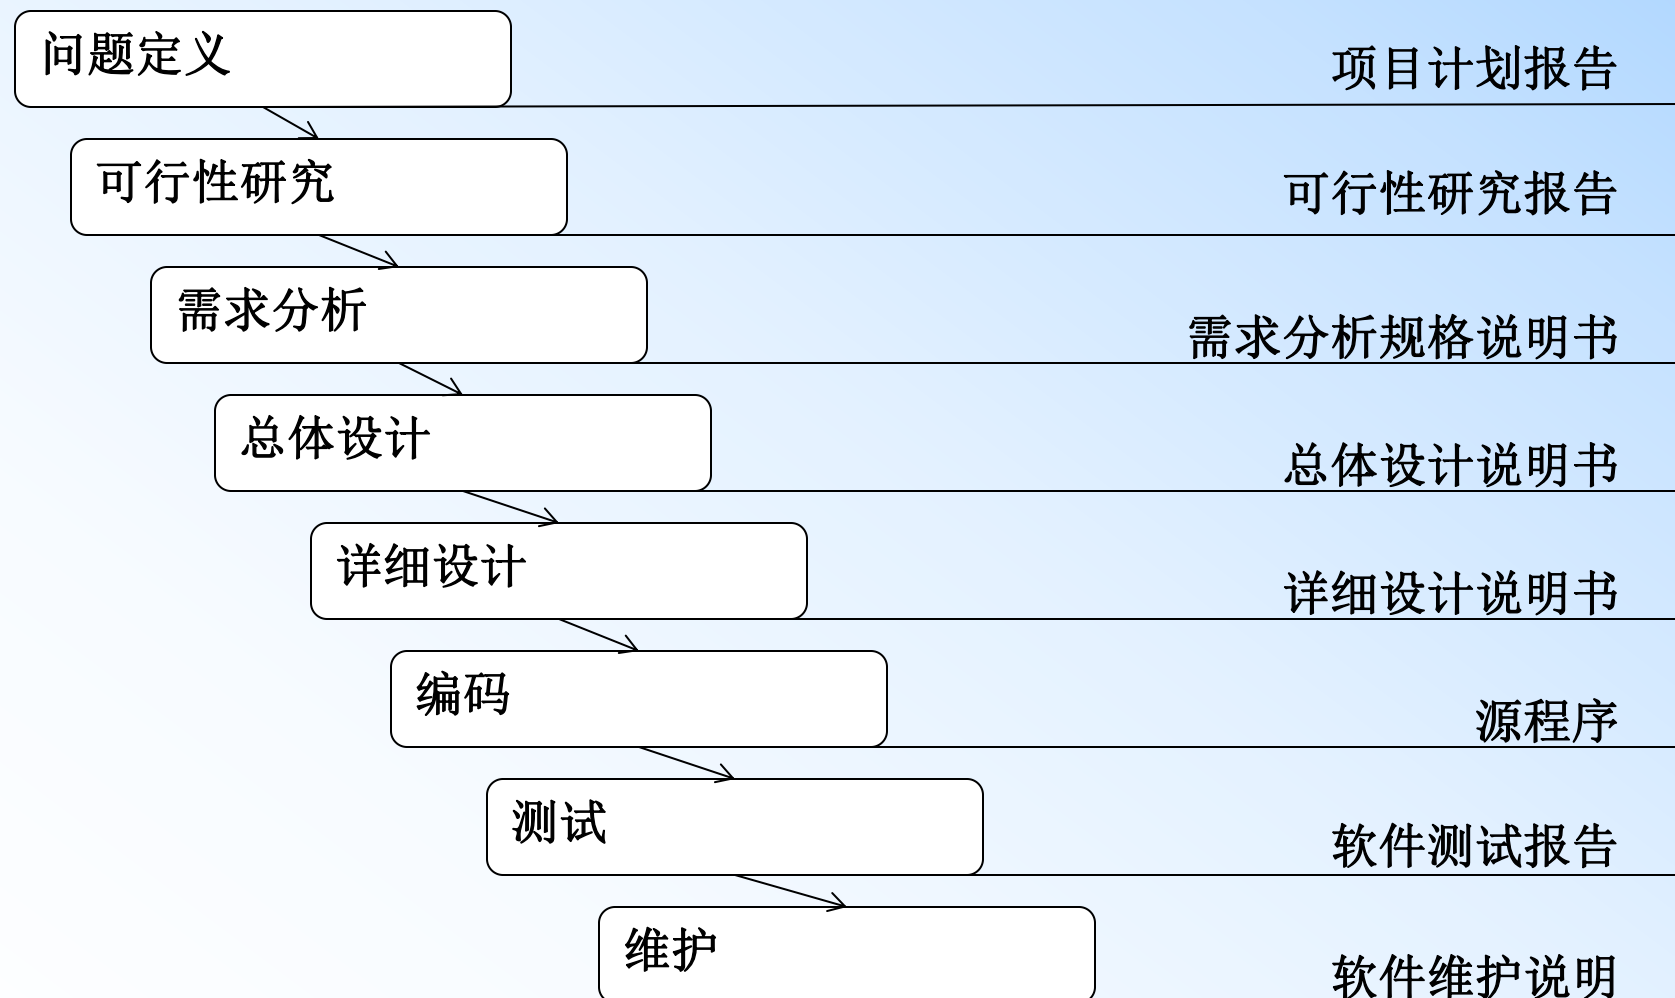 问题定义
项目计划报告
可行性研究
可行性研究报告
需求分析
需求分析规格说明书
总体设计
总体设计说明书
详细设计
详细设计说明书
编码
源程序
测试
软件测试报告
维护
软件维护说明